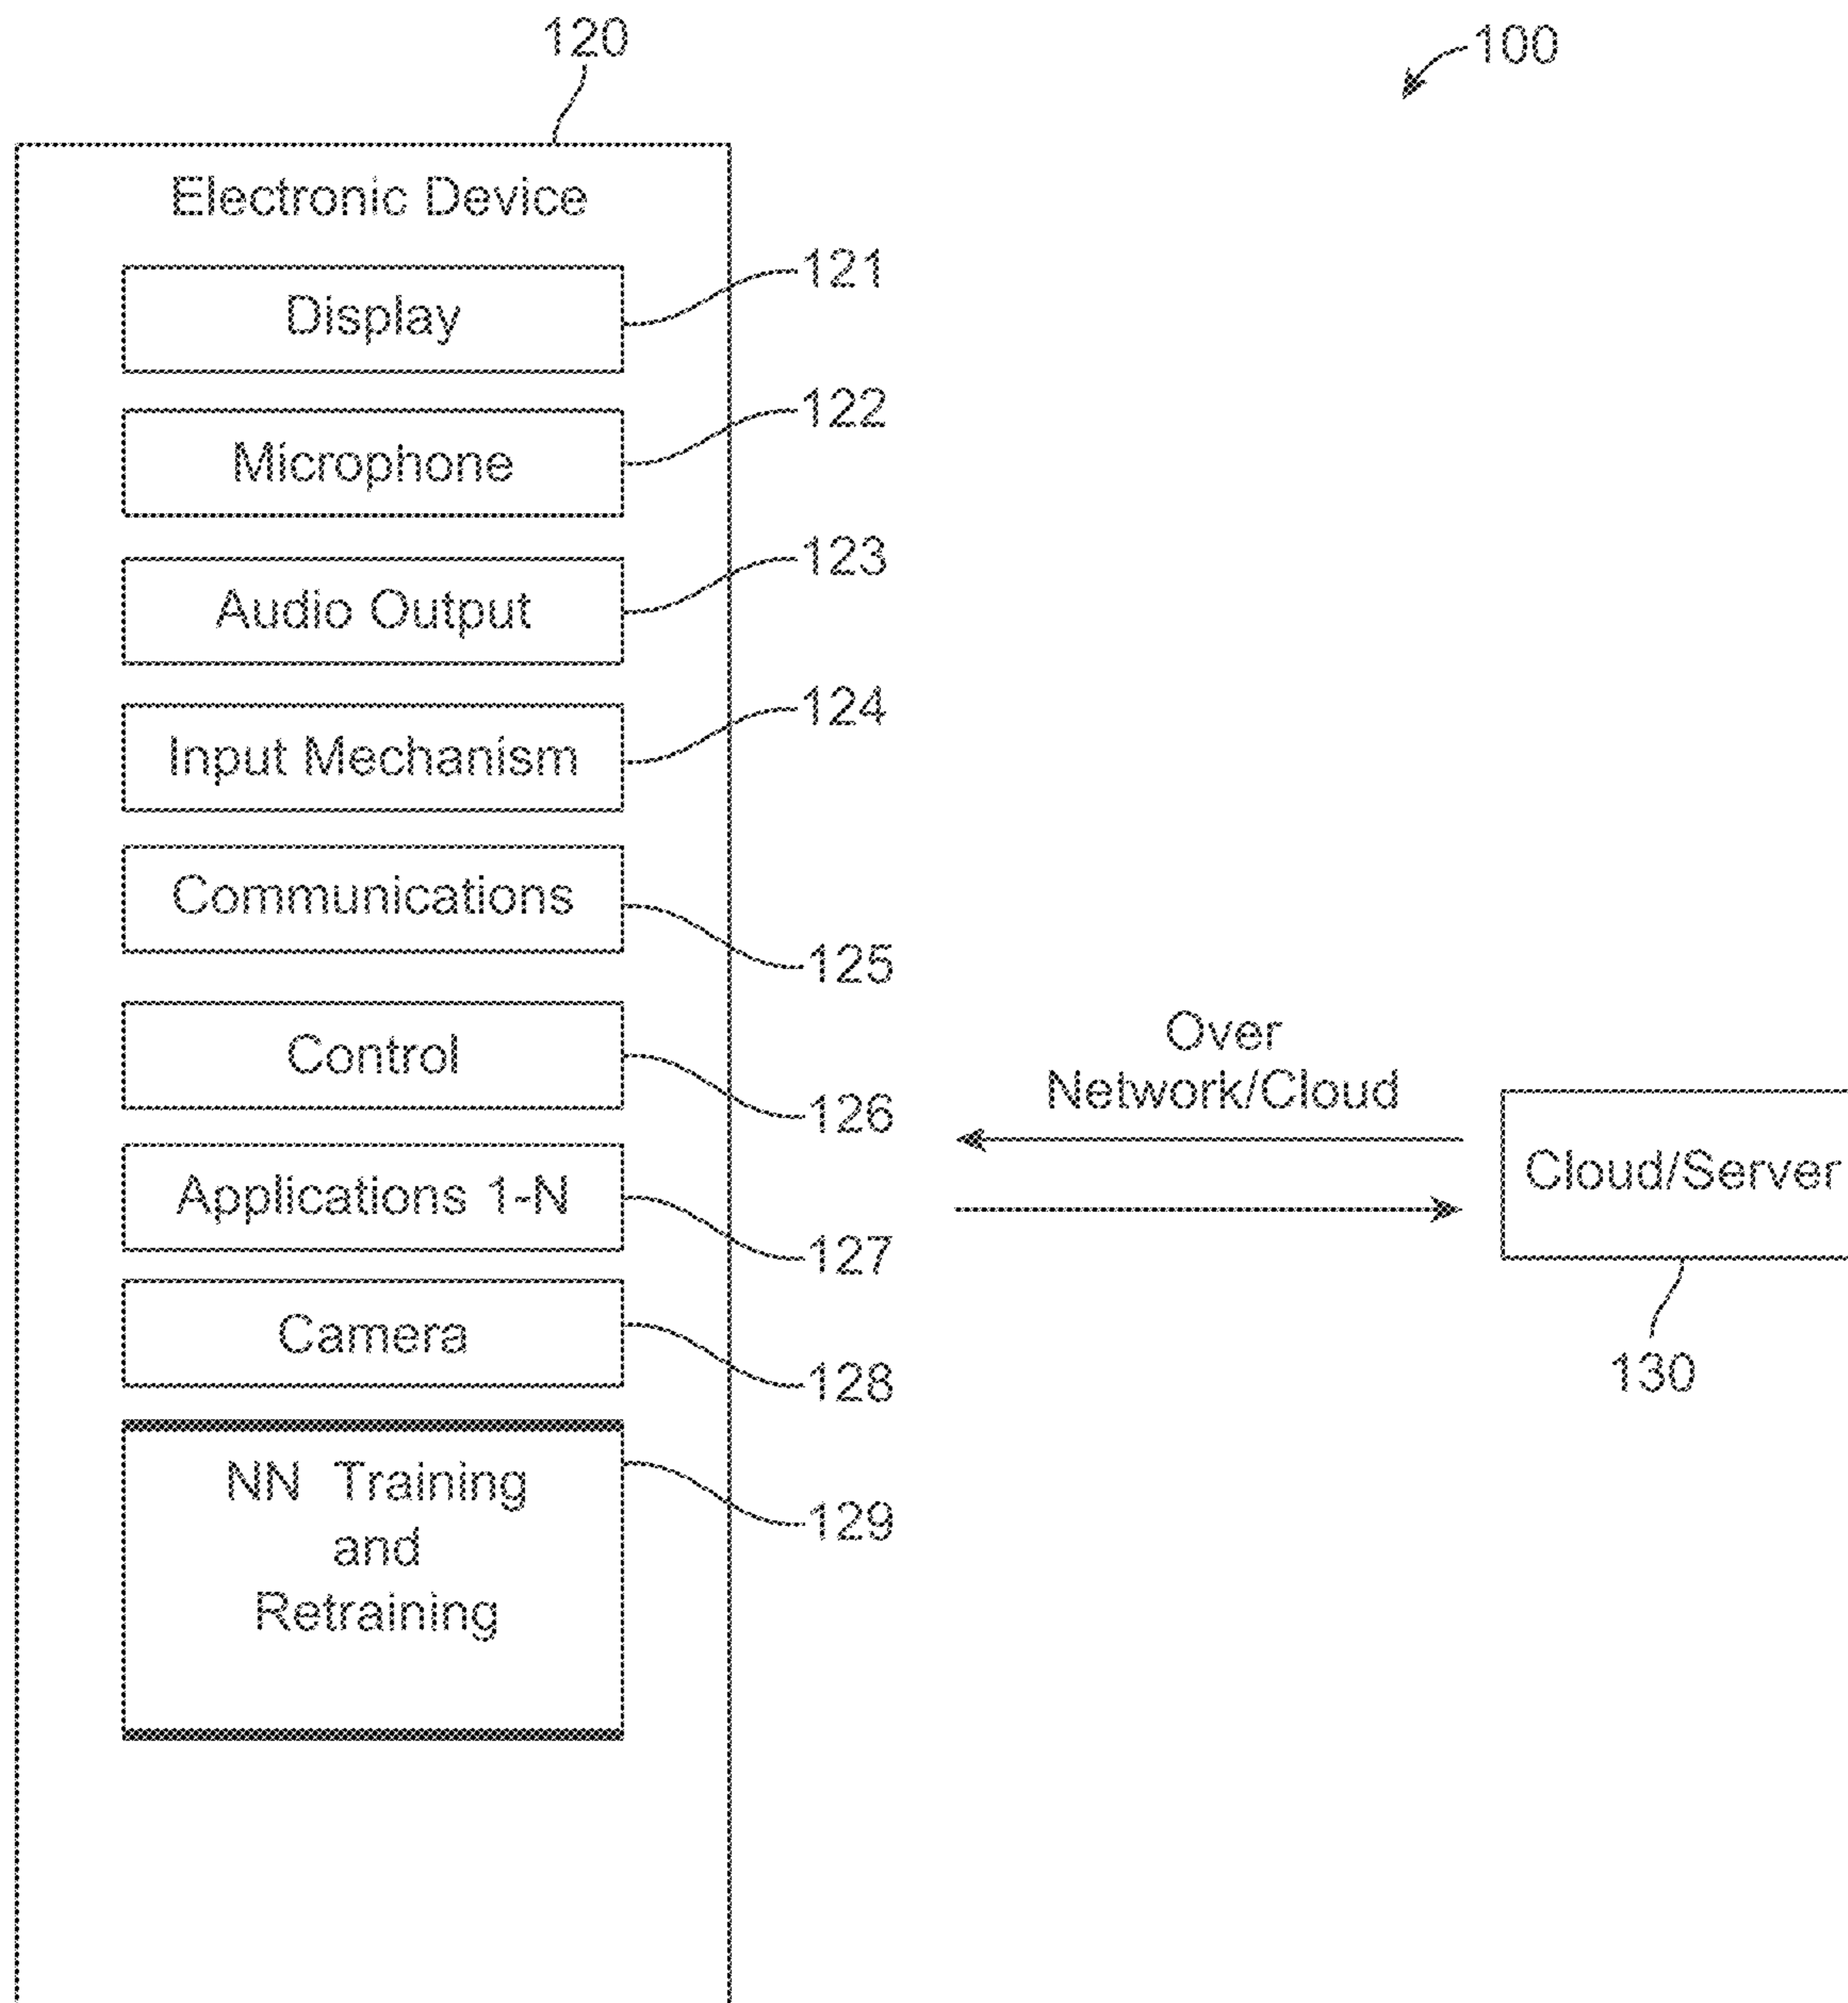 120
100
Electronic Device
Display
121
Microphone
122
Audio Output
123
Input Mechanism
124
Communications
125
Control
126
Applications 1-N
127
Camera
128
NN Training
and
Retraining
129
Over
Network/Cloud
Cloud/Server
130